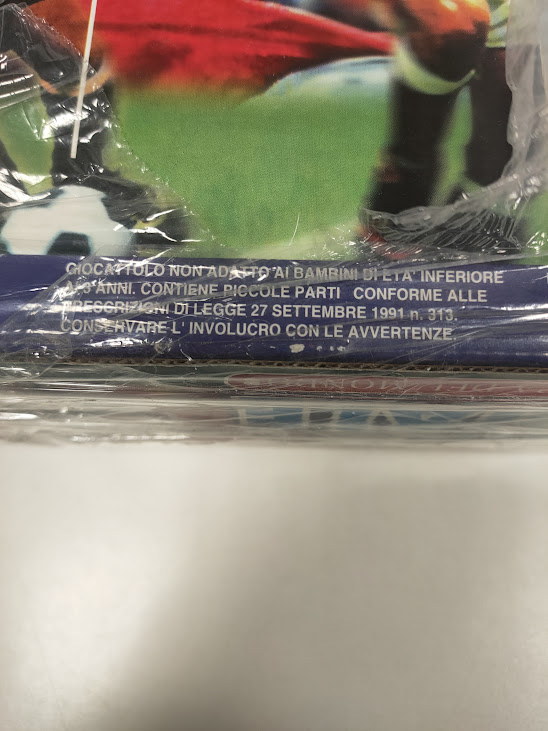 GIOCATTOLO NON ADATTO AI BAMBINI DI ETA' INFERIORE
A 3 ANNI. CONTIENE PICCOLE PARTI CONFORME ALLE
PRESCRIZIONI DI LEGGE 27 SETTEMBRE 1991 n. 313.
CONSERVARE L' INVOLUCRO CON LE AVVERTENZE